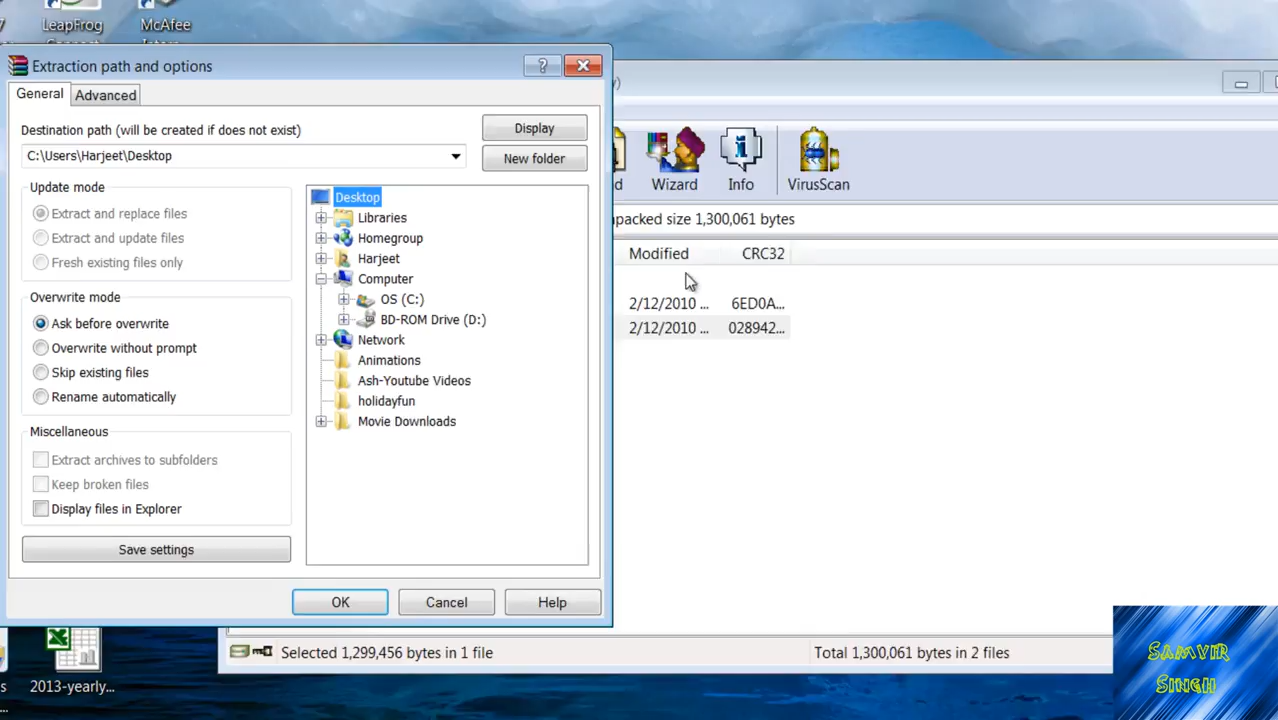 LeapFrog
McAfee
Extraction path and options
General
Advanced
Destination path (will be created if does not exist)
Display
C:\Users\Harjeet\Desktop
New folder
Update mode
Extract and replace files
Extract and update files
Fresh existing files only
Overwrite mode
Ask before overwrite
Overwrite without prompt
Skip existing files
Rename automatically
Miscellaneous
Extract archives to subfolders
Keep broken files
Display files in Explorer
Save settings
Desktop
Libraries
Homegroup
Harjeet
Computer
OS (C:)
BD-ROM Drive (D:)
Network
Animations
Ash-Youtube Videos
holidayfun
Movie Downloads
OK
Cancel
Help
Wizard
Info
VirusScan
size 1,300,061 bytes
Modified
CRC32
2/12/2010 ...
6ED0A...
2/12/2010 ...
028942...
Selected 1,299,456 bytes in 1 file
Total 1,300,061 bytes in 2 files
2013-yearly...
SAMVIR
SINGH